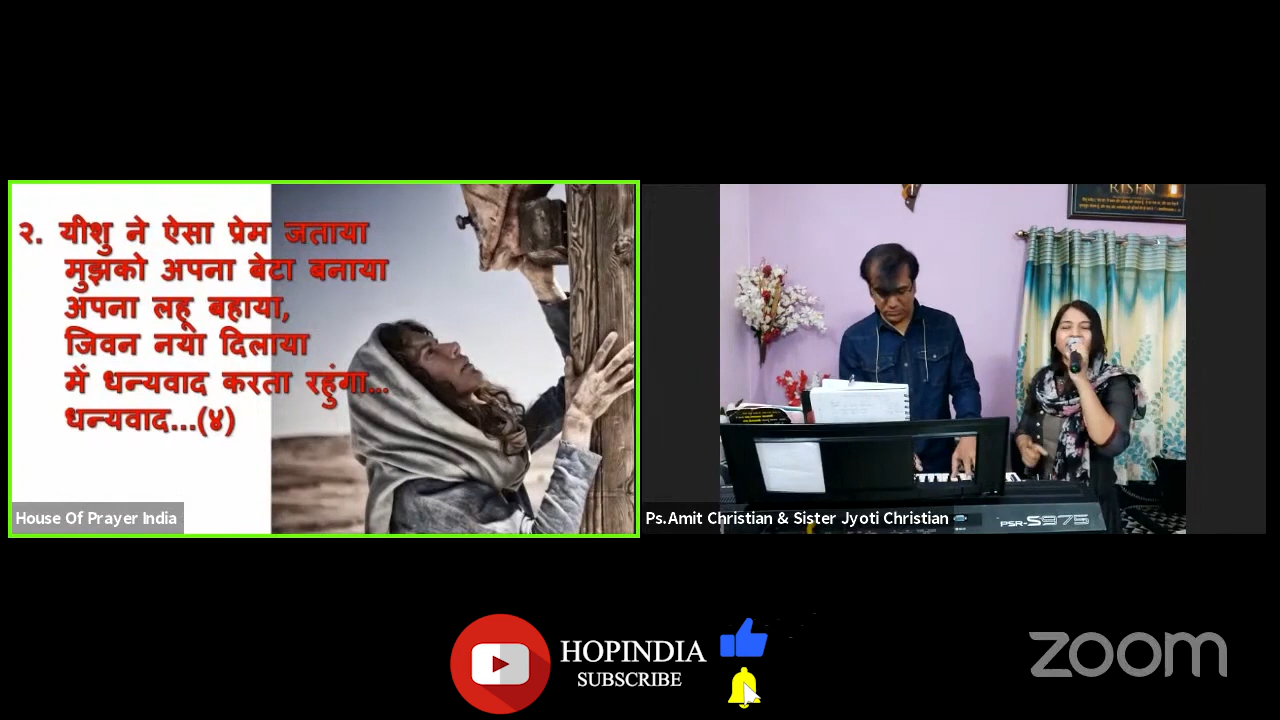 २. यीशु ने ऐसा प्रेम जताया
मुझको अपना बेटा बनाया
अपना लहू बहाया,
जिवन नया दिलाया
में धन्यवाद करता रहुंगा...
धन्यवाद...(४)
House Of Prayer India
RISEN
Ps.Amit Christian & Sister Jyoti Christian
PSR-S975
HOPINDIA
SUBSCRIBE
zoom